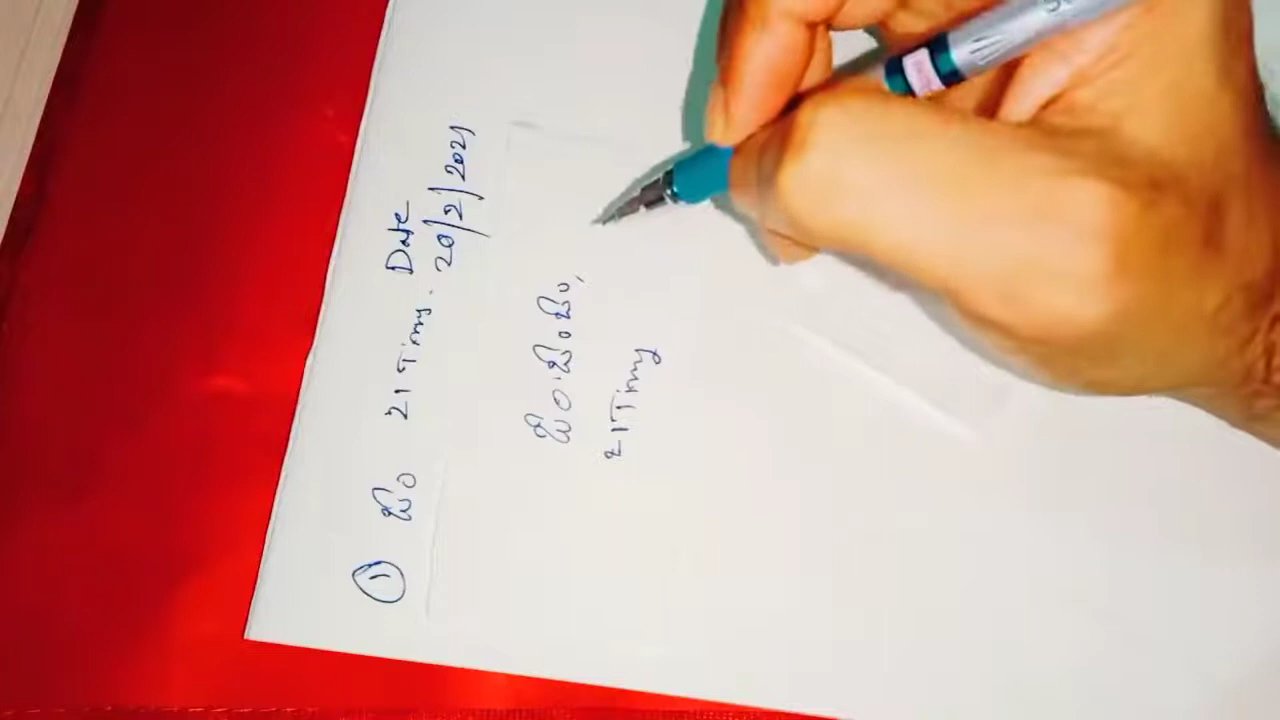 ① ఓం 21 Times. Date
20/2/2021
ఓం. ఓం ఓం,
21 Times